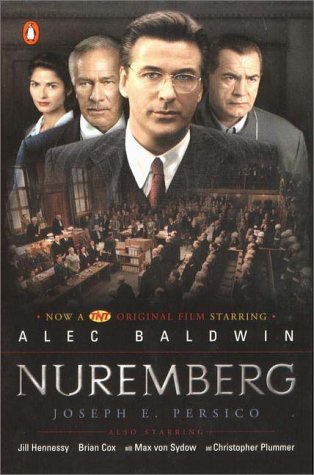 • NOW A TNT ORIGINAL FILM STARRING •
ALEC BALDWIN
NUREMBERG
JOSEPH E. PERSICO
ALSO STARRING
Jill Hennessy Brian Cox with Max von Sydow and Christopher Plummer